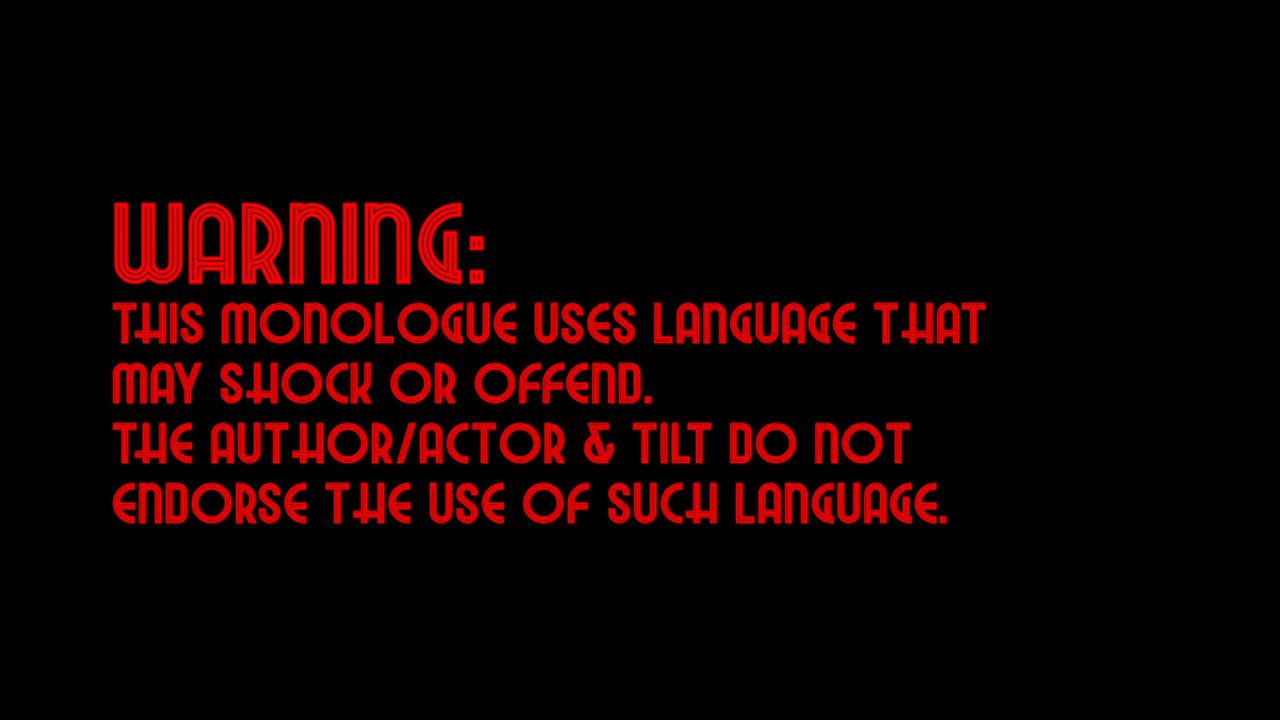 WARNING:
THIS MONOLOGUE USES LANGUAGE THAT
MAY SHOCK OR OFFEND.
THE AUTHOR/ACTOR & TILT DO NOT
ENDORSE THE USE OF SUCH LANGUAGE.